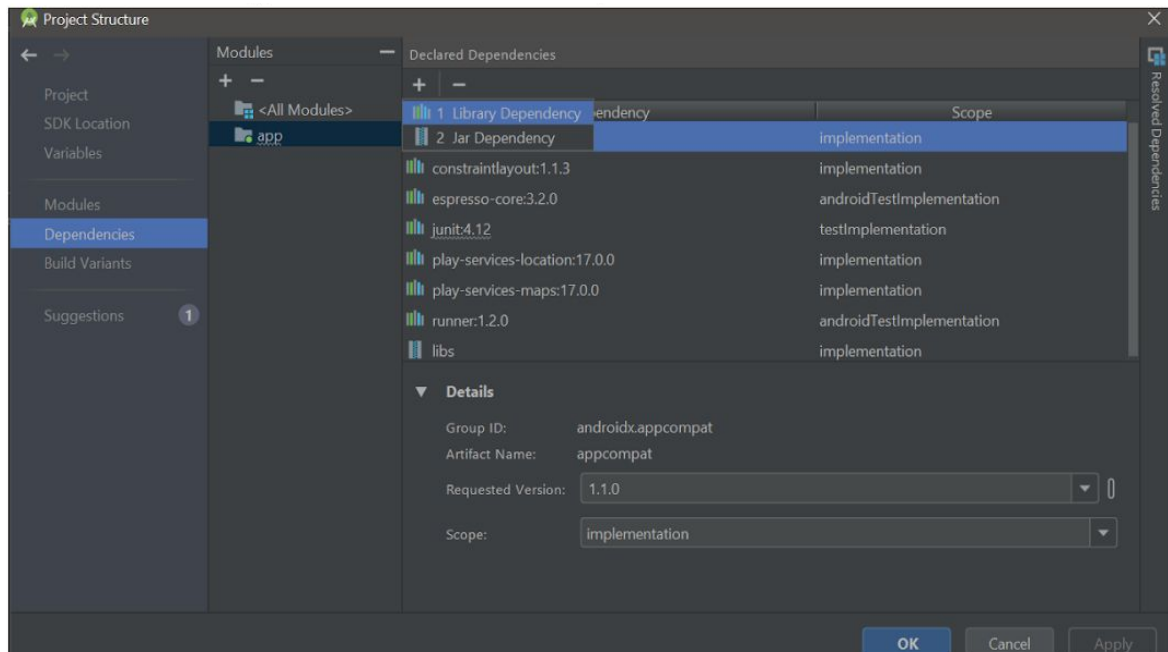 Project Structure
Modules
Declared Dependencies
Project
SDK Location
Variables
Modules
Dependencies
Build Variants
Suggestions 1
<All Modules>
app
1 Library Dependency
endency Scope
2 Jar Dependency implementation
constraintlayout:1.1.3 implementation
espresso-core:3.2.0 androidTestImplementation
junit:4.12 testImplementation
play-services-location:17.0.0 implementation
play-services-maps:17.0.0 implementation
runner:1.2.0 androidTestImplementation
libs implementation
Details
Group ID: androidx.appcompat
Artifact Name: appcompat
Requested Version: 1.1.0
Scope: implementation
Resolved Dependencies
OK Cancel Apply